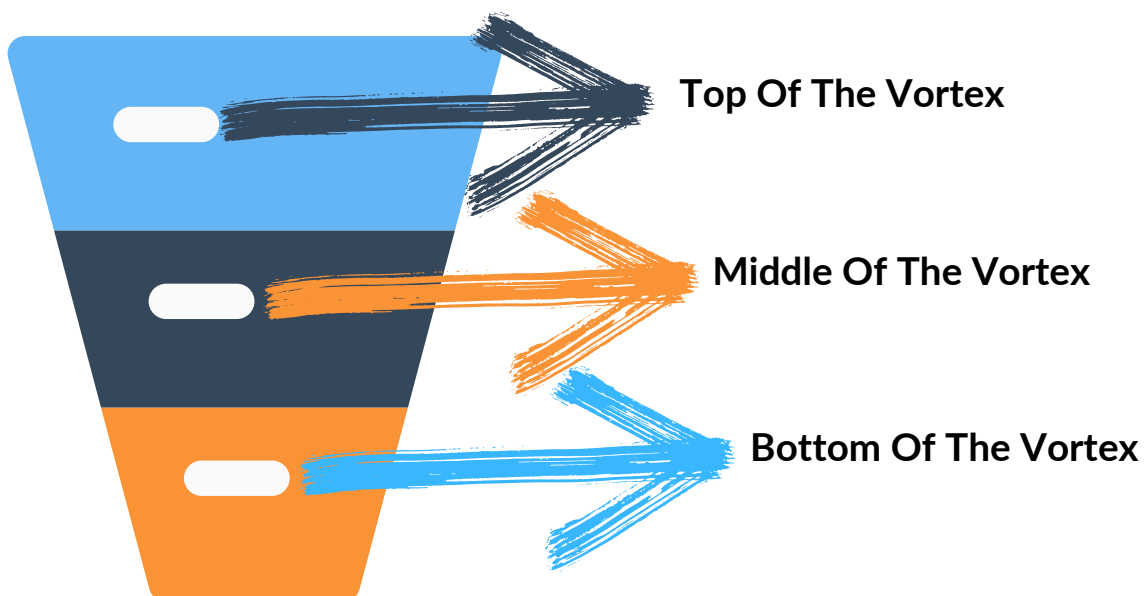 Top Of The Vortex
Middle Of The Vortex
Bottom Of The Vortex